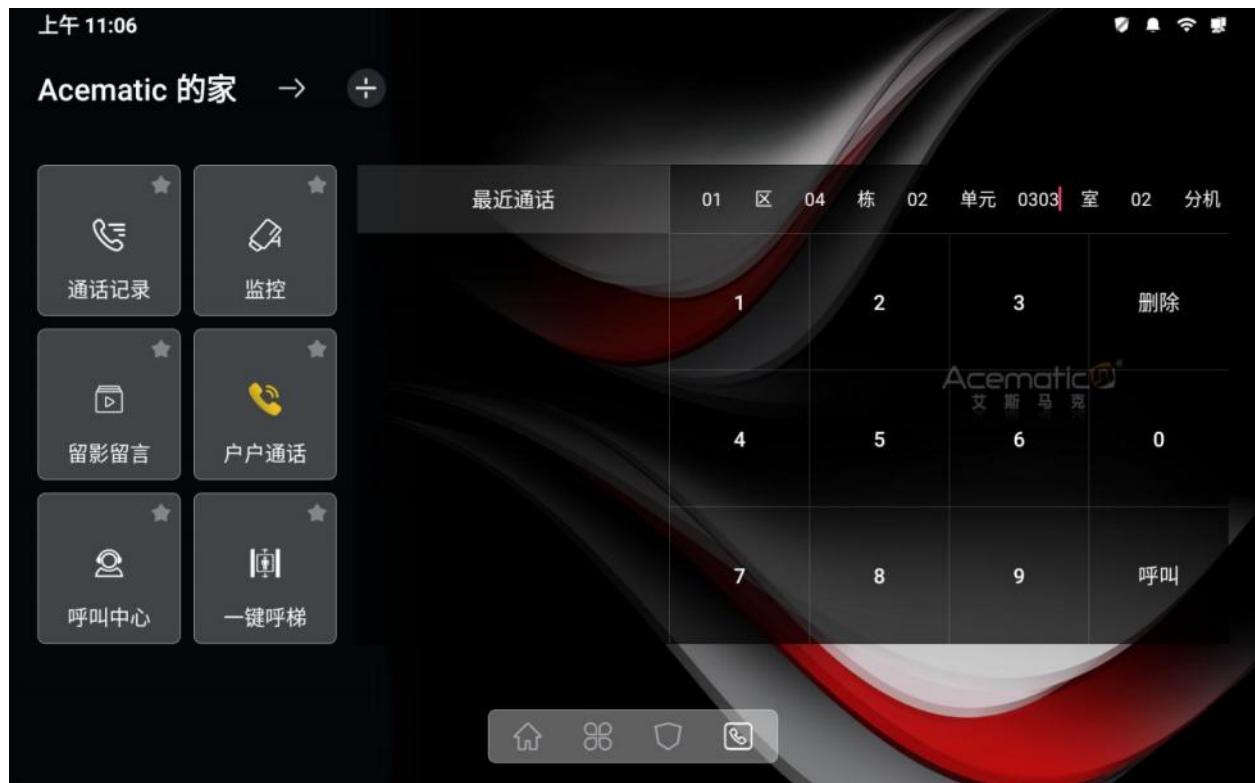 上午 11:06
Acematic 的家
最近通话
01 区 04 栋 02 单元 0303 室 02 分机
通话记录
监控
1 2 3 删除
Acematic
艾斯马克
留影留言
户户通话
4 5 6 0
呼叫中心
一键呼梯
7 8 9 呼叫